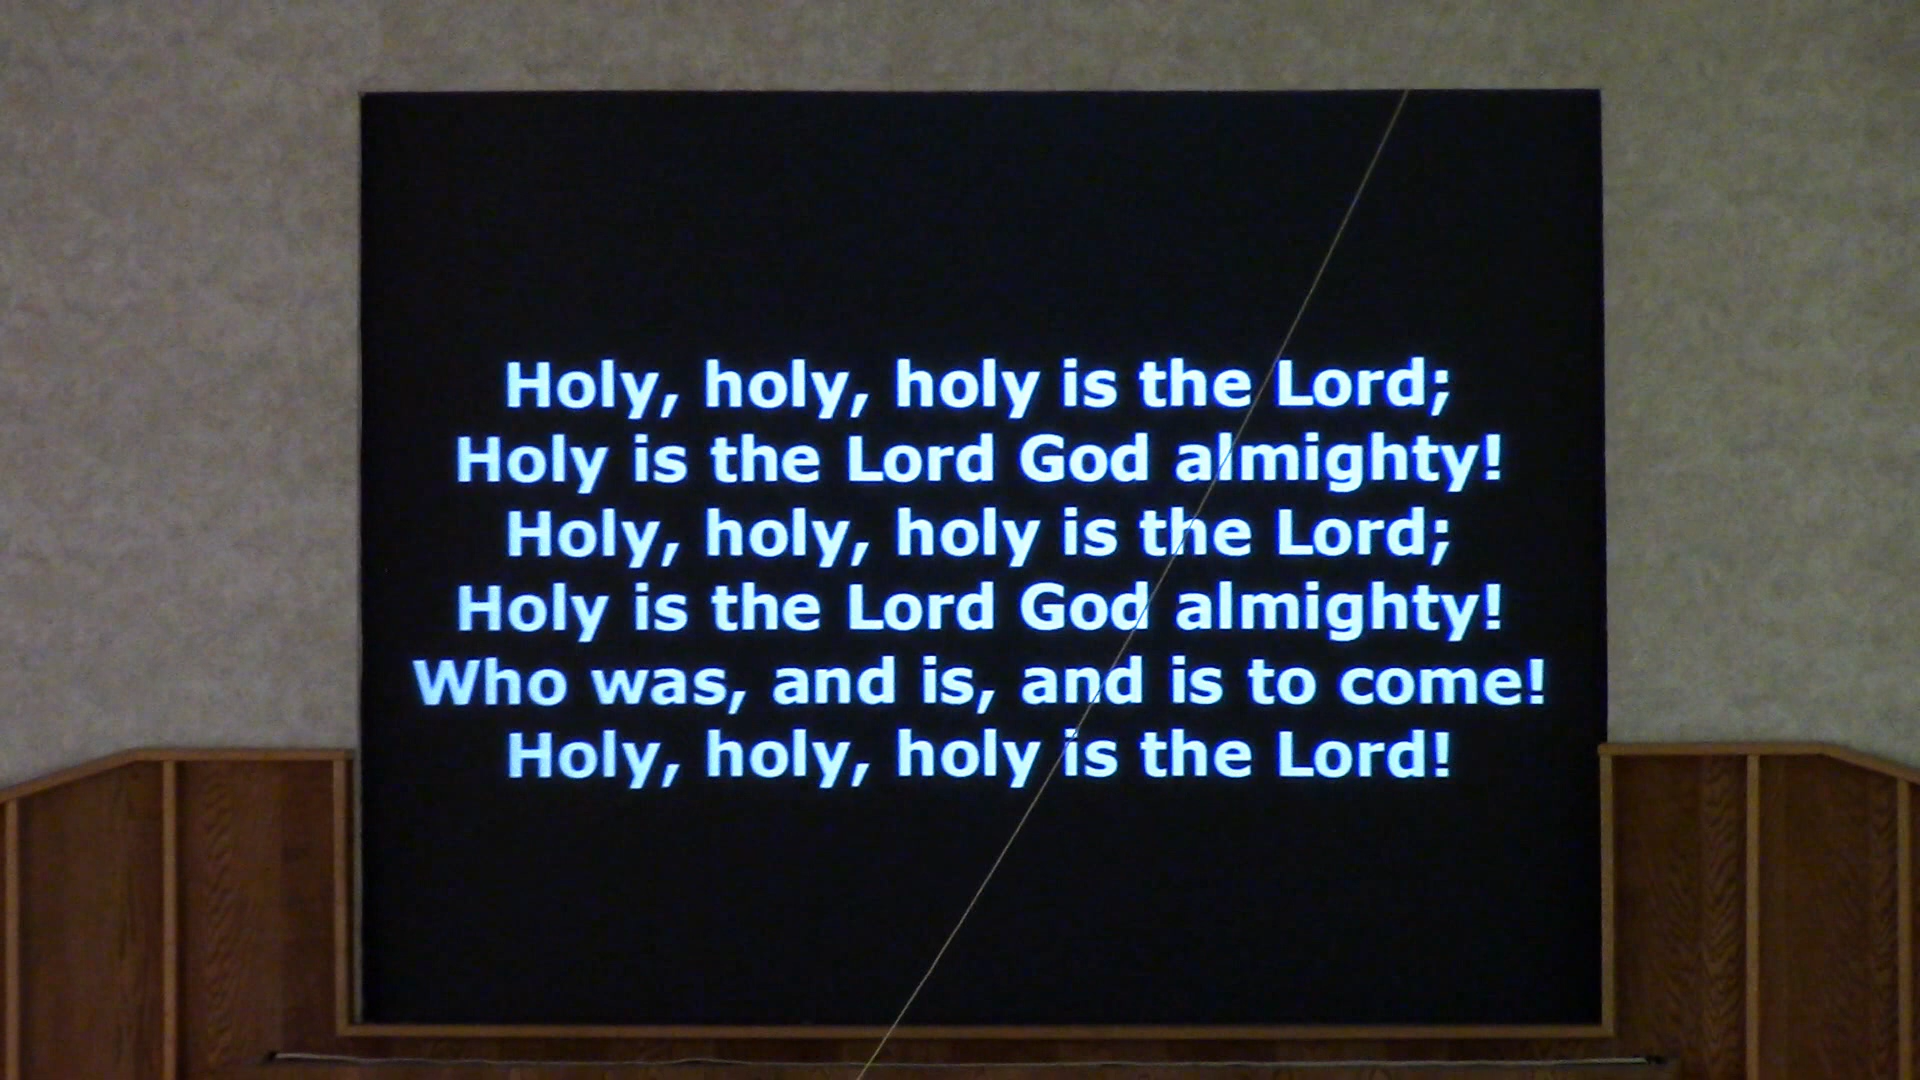 Holy, holy, holy is the Lord;
Holy is the Lord God almighty!
Holy, holy, holy is the Lord;
Holy is the Lord God almighty!
Who was, and is, and is to come!
Holy, holy, holy is the Lord!